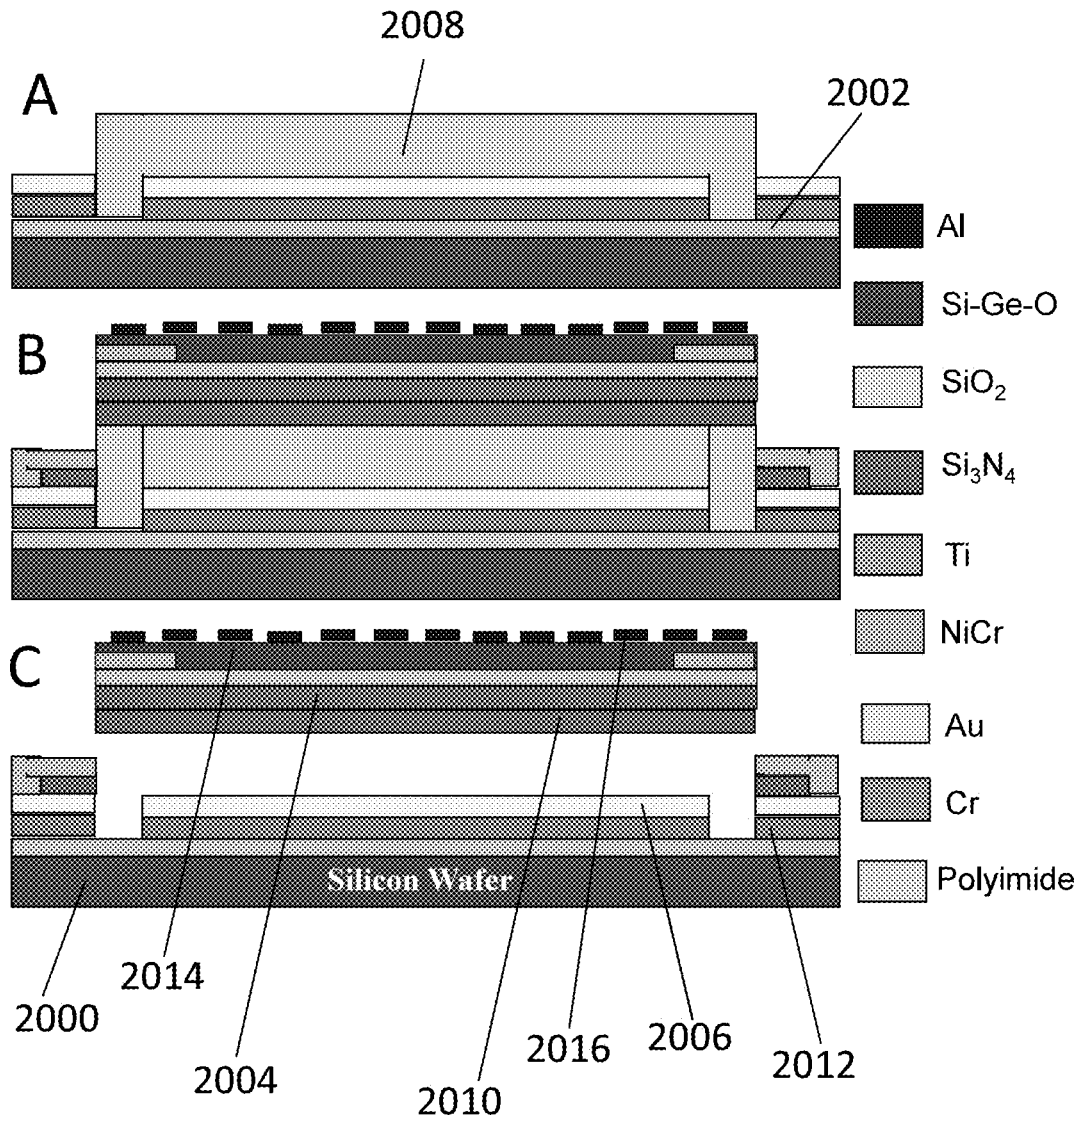 2008
A
2002
Al
Si-Ge-O
B
SiO2
Si3N4
Ti
NiCr
C
Au
Cr
Silicon Wafer
Polyimide
2014
2000
2006
2016
2012
2004
2010